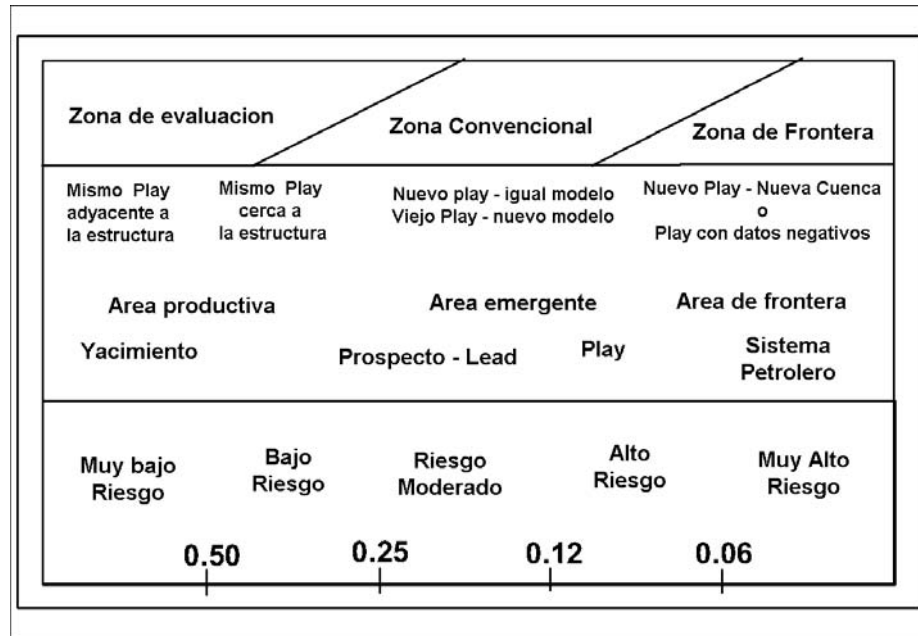 Zona de evaluacion
Zona Convencional
Zona de Frontera
Mismo Play
adyacente a
la estructura
Mismo Play
cerca a
la estructura
Nuevo play - igual modelo
Viejo Play - nuevo modelo
Nuevo Play - Nueva Cuenca
o
Play con datos negativos
Area productiva
Area emergente
Area de frontera
Yacimiento
Prospecto - Lead
Play
Sistema
Petrolero
Muy bajo
Riesgo
Bajo
Riesgo
Riesgo
Moderado
Alto
Riesgo
Muy Alto
Riesgo
0.50
0.25
0.12
0.06